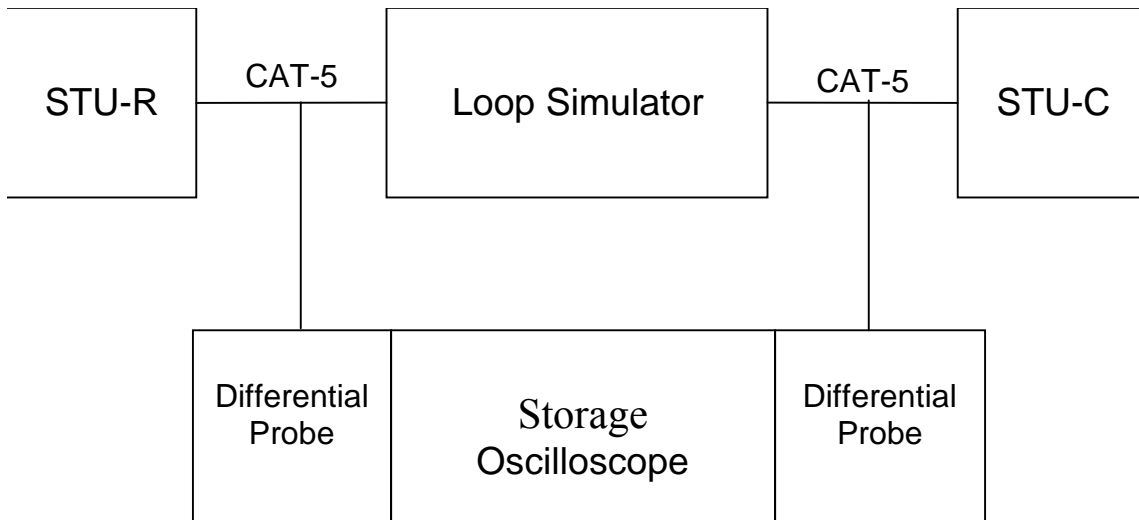 CAT-5
CAT-5
STU-R
Loop Simulator
STU-C
Differential
Probe
Storage
Oscilloscope
Differential
Probe